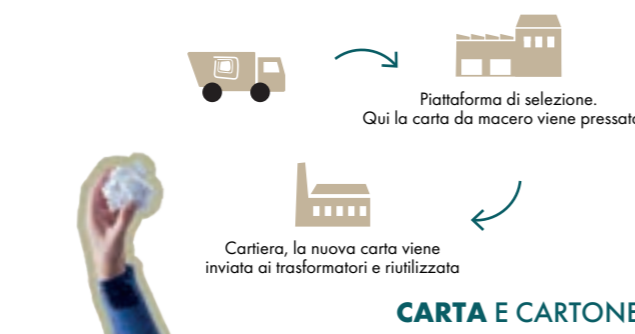 Piattaforma di selezione.
Qui la carta da macero viene pressata
Cartiera, la nuova carta viene
inviata ai trasformatori e riutilizzata
CARTA E CARTONE